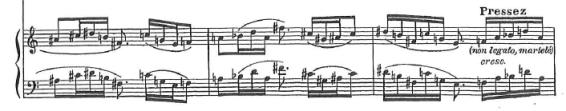 Pressez
(non legato, martelé)
cresc.